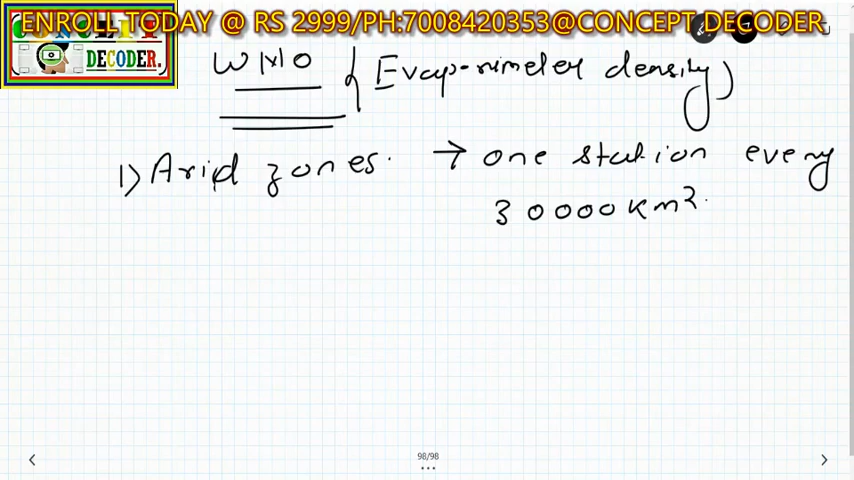 ENROLL TODAY @ RS 2999/PH:7008420353@CONCEPT DECODER
DECODER.
WMO (Evaporimeter density)
1) Arid zones. → one station every
30000 km2.
98/98